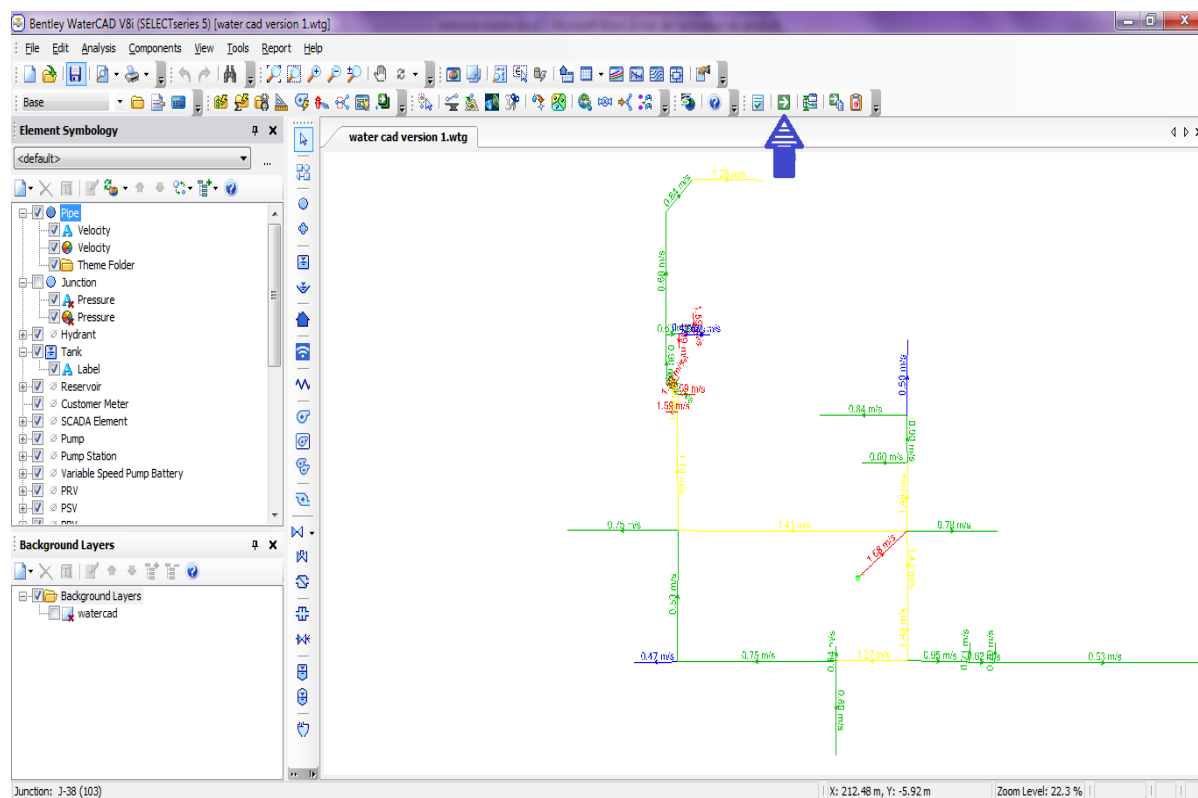 Bentley WaterCAD V8i (SELECTseries 5) [water cad version 1.wtg]
File Edit Analysis Components View Tools Report Help
Base
Element Symbology
<default>
...
Pipe
Velocity
Velocity
Theme Folder
Junction
Pressure
Pressure
Hydrant
Tank
Label
Reservoir
Customer Meter
SCADA Element
Pump
Pump Station
Variable Speed Pump Battery
PRV
PSV
Background Layers
Background Layers
watercad
water cad version 1.wtg
1.28 m/s
0.84 m/s
0.60 m/s
1.59 m/s
0.50 m/s
0.84 m/s
0.60 m/s
0.75 m/s
1.41 m/s
0.78 m/s
1.68 m/s
0.53 m/s
0.47 m/s
0.75 m/s
1.27 m/s
0.95 m/s
0.62 m/s
0.53 m/s
Junction: J-38 (103)
X: 212.48 m, Y: -5.92 m
Zoom Level: 22.3 %